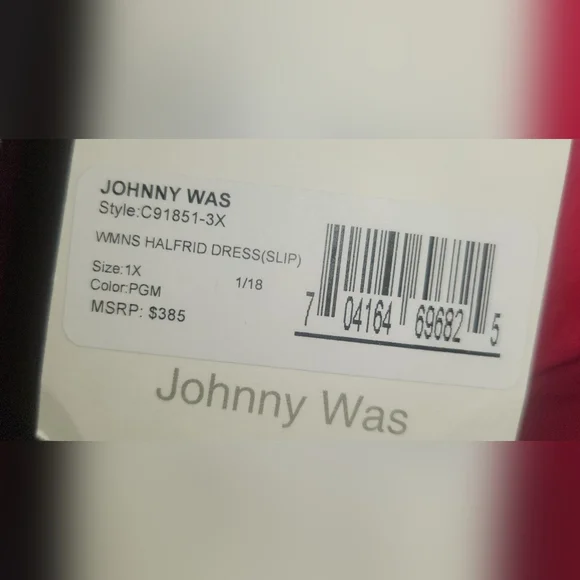 JOHNNY WAS
Style:C91851-3X
WMNS HALFRID DRESS(SLIP)
Size:1X 1/18
Color:PGM
MSRP: $385
7 04164 69682 5
Johnny Was